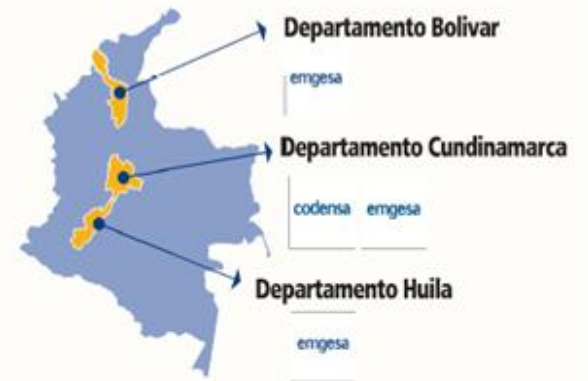 Departamento Bolivar
emgesa
Departamento Cundinamarca
codensa emgesa
Departamento Huila
emgesa